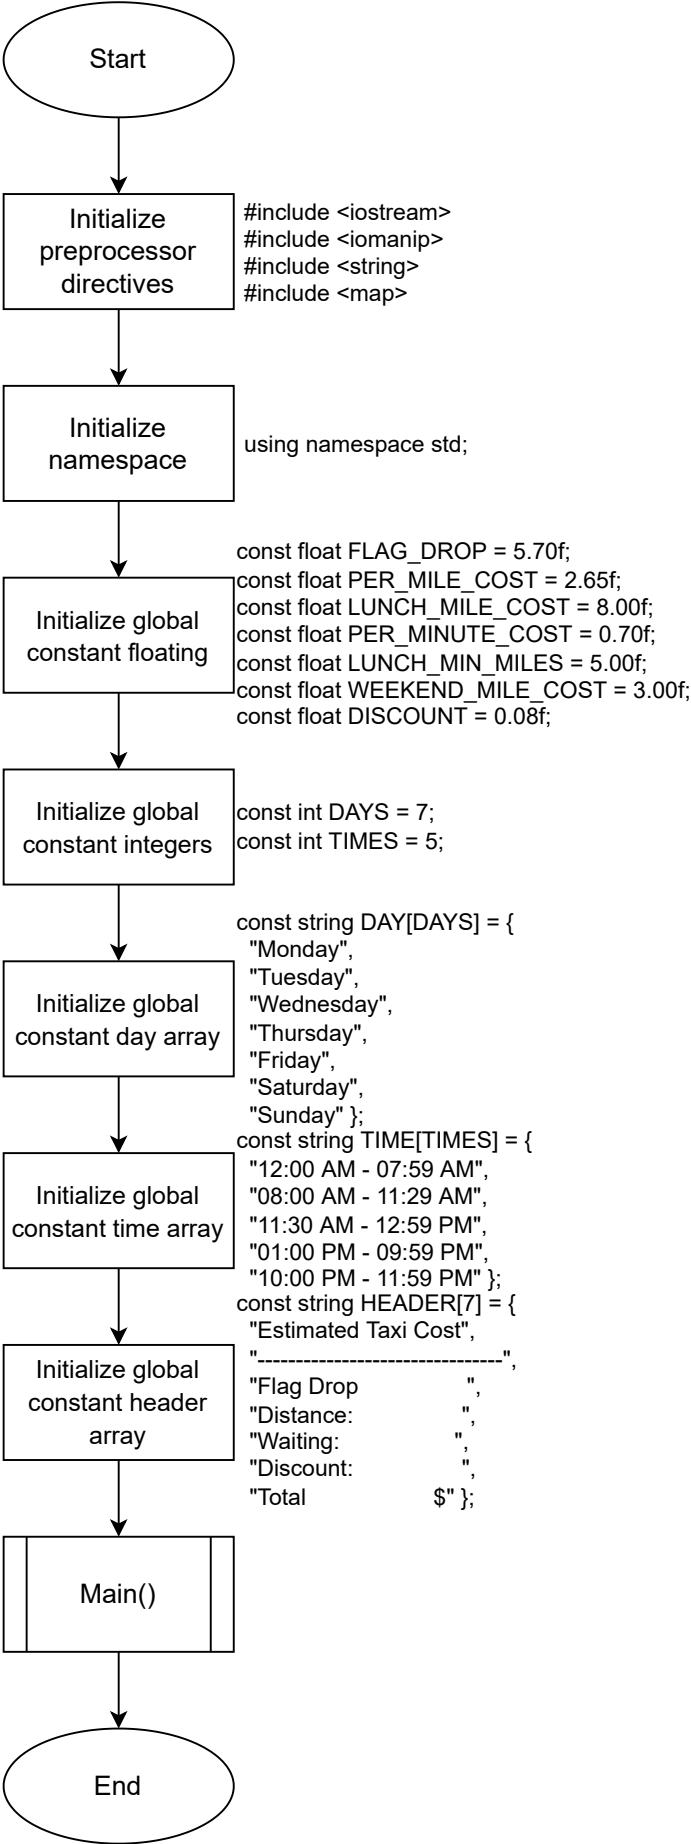 Start
Initialize
preprocessor
directives
#include <iostream>
#include <iomanip>
#include <string>
#include <map>
Initialize
namespace
using namespace std;
Initialize global
constant floating
const float FLAG_DROP = 5.70f;
const float PER_MILE_COST = 2.65f;
const float LUNCH_MILE_COST = 8.00f;
const float PER_MINUTE_COST = 0.70f;
const float LUNCH_MIN_MILES = 5.00f;
const float WEEKEND_MILE_COST = 3.00f;
const float DISCOUNT = 0.08f;
Initialize global
constant integers
const int DAYS = 7;
const int TIMES = 5;
Initialize global
constant day array
const string DAY[DAYS] = {
"Monday",
"Tuesday",
"Wednesday",
"Thursday",
"Friday",
"Saturday",
"Sunday" };
Initialize global
constant time array
const string TIME[TIMES] = {
"12:00 AM - 07:59 AM",
"08:00 AM - 11:29 AM",
"11:30 AM - 12:59 PM",
"01:00 PM - 09:59 PM",
"10:00 PM - 11:59 PM" };
Initialize global
constant header
array
const string HEADER[7] = {
"Estimated Taxi Cost",
"--------------------------------",
"Flag Drop                 ",
"Distance:                 ",
"Waiting:                  ",
"Discount:                 ",
"Total                    $" };
Main()
End